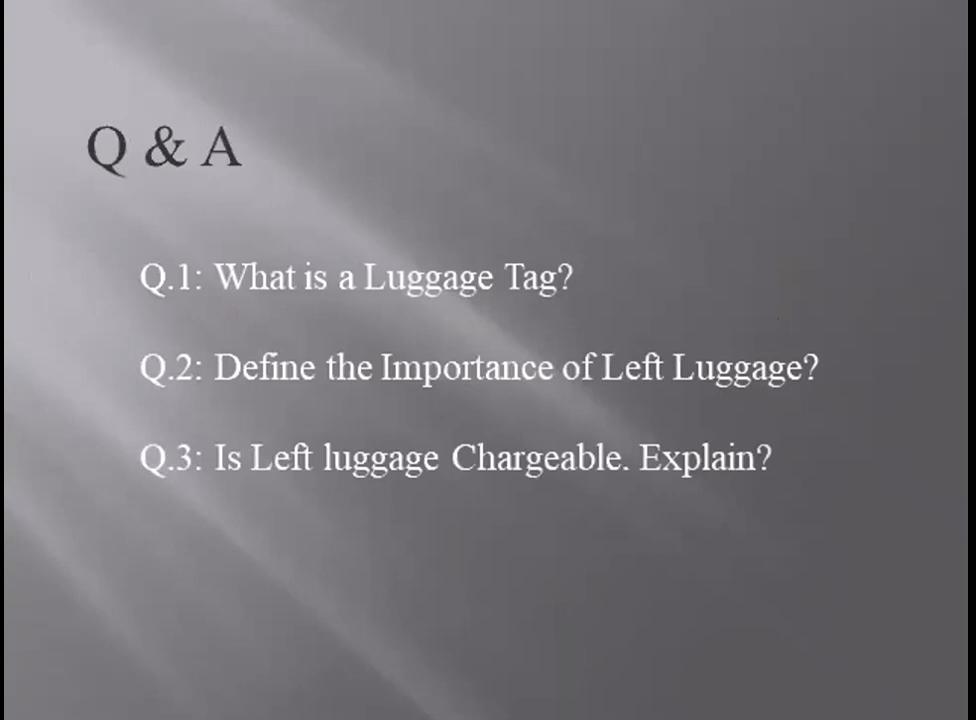 Q & A
Q.1: What is a Luggage Tag?
Q.2: Define the Importance of Left Luggage?
Q.3: Is Left luggage Chargeable. Explain?